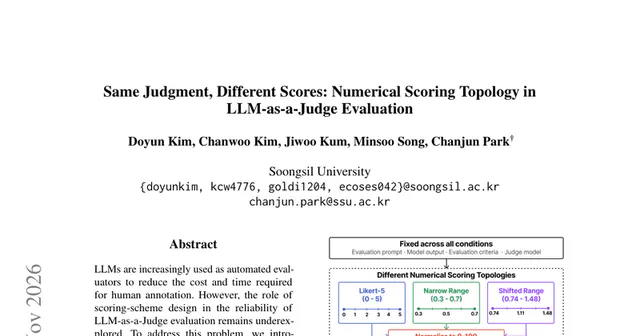 Same Judgment, Different Scores: Numerical Scoring Topology in
LLM-as-a-Judge Evaluation
Doyun Kim, Chanwoo Kim, Jiwoo Kum, Minsoo Song, Chanjun Park†
Soongsil University
{doyunkim, kcw4776, goldi1204, ecoses042}@soongsil.ac.kr
chanjun.park@ssu.ac.kr
Abstract
LLMs are increasingly used as automated eval-
uators to reduce the cost and time required
for human annotation. However, the role of
scoring-scheme design in the reliability of
LLM-as-a-Judge evaluation remains underex-
plored. To address this problem, we intro-
Fixed across all conditions
Evaluation prompt · Model output · Evaluation criteria · Judge model
Different Numerical Scoring Topologies
Likert-5
(0 - 5)
0 1 2 3 4 5
Narrow Range
(0.3 - 0.7)
0.3 0.5 0.7
Shifted Range
(0.74 - 1.48)
0.74 1.11 1.48
Nov 2026